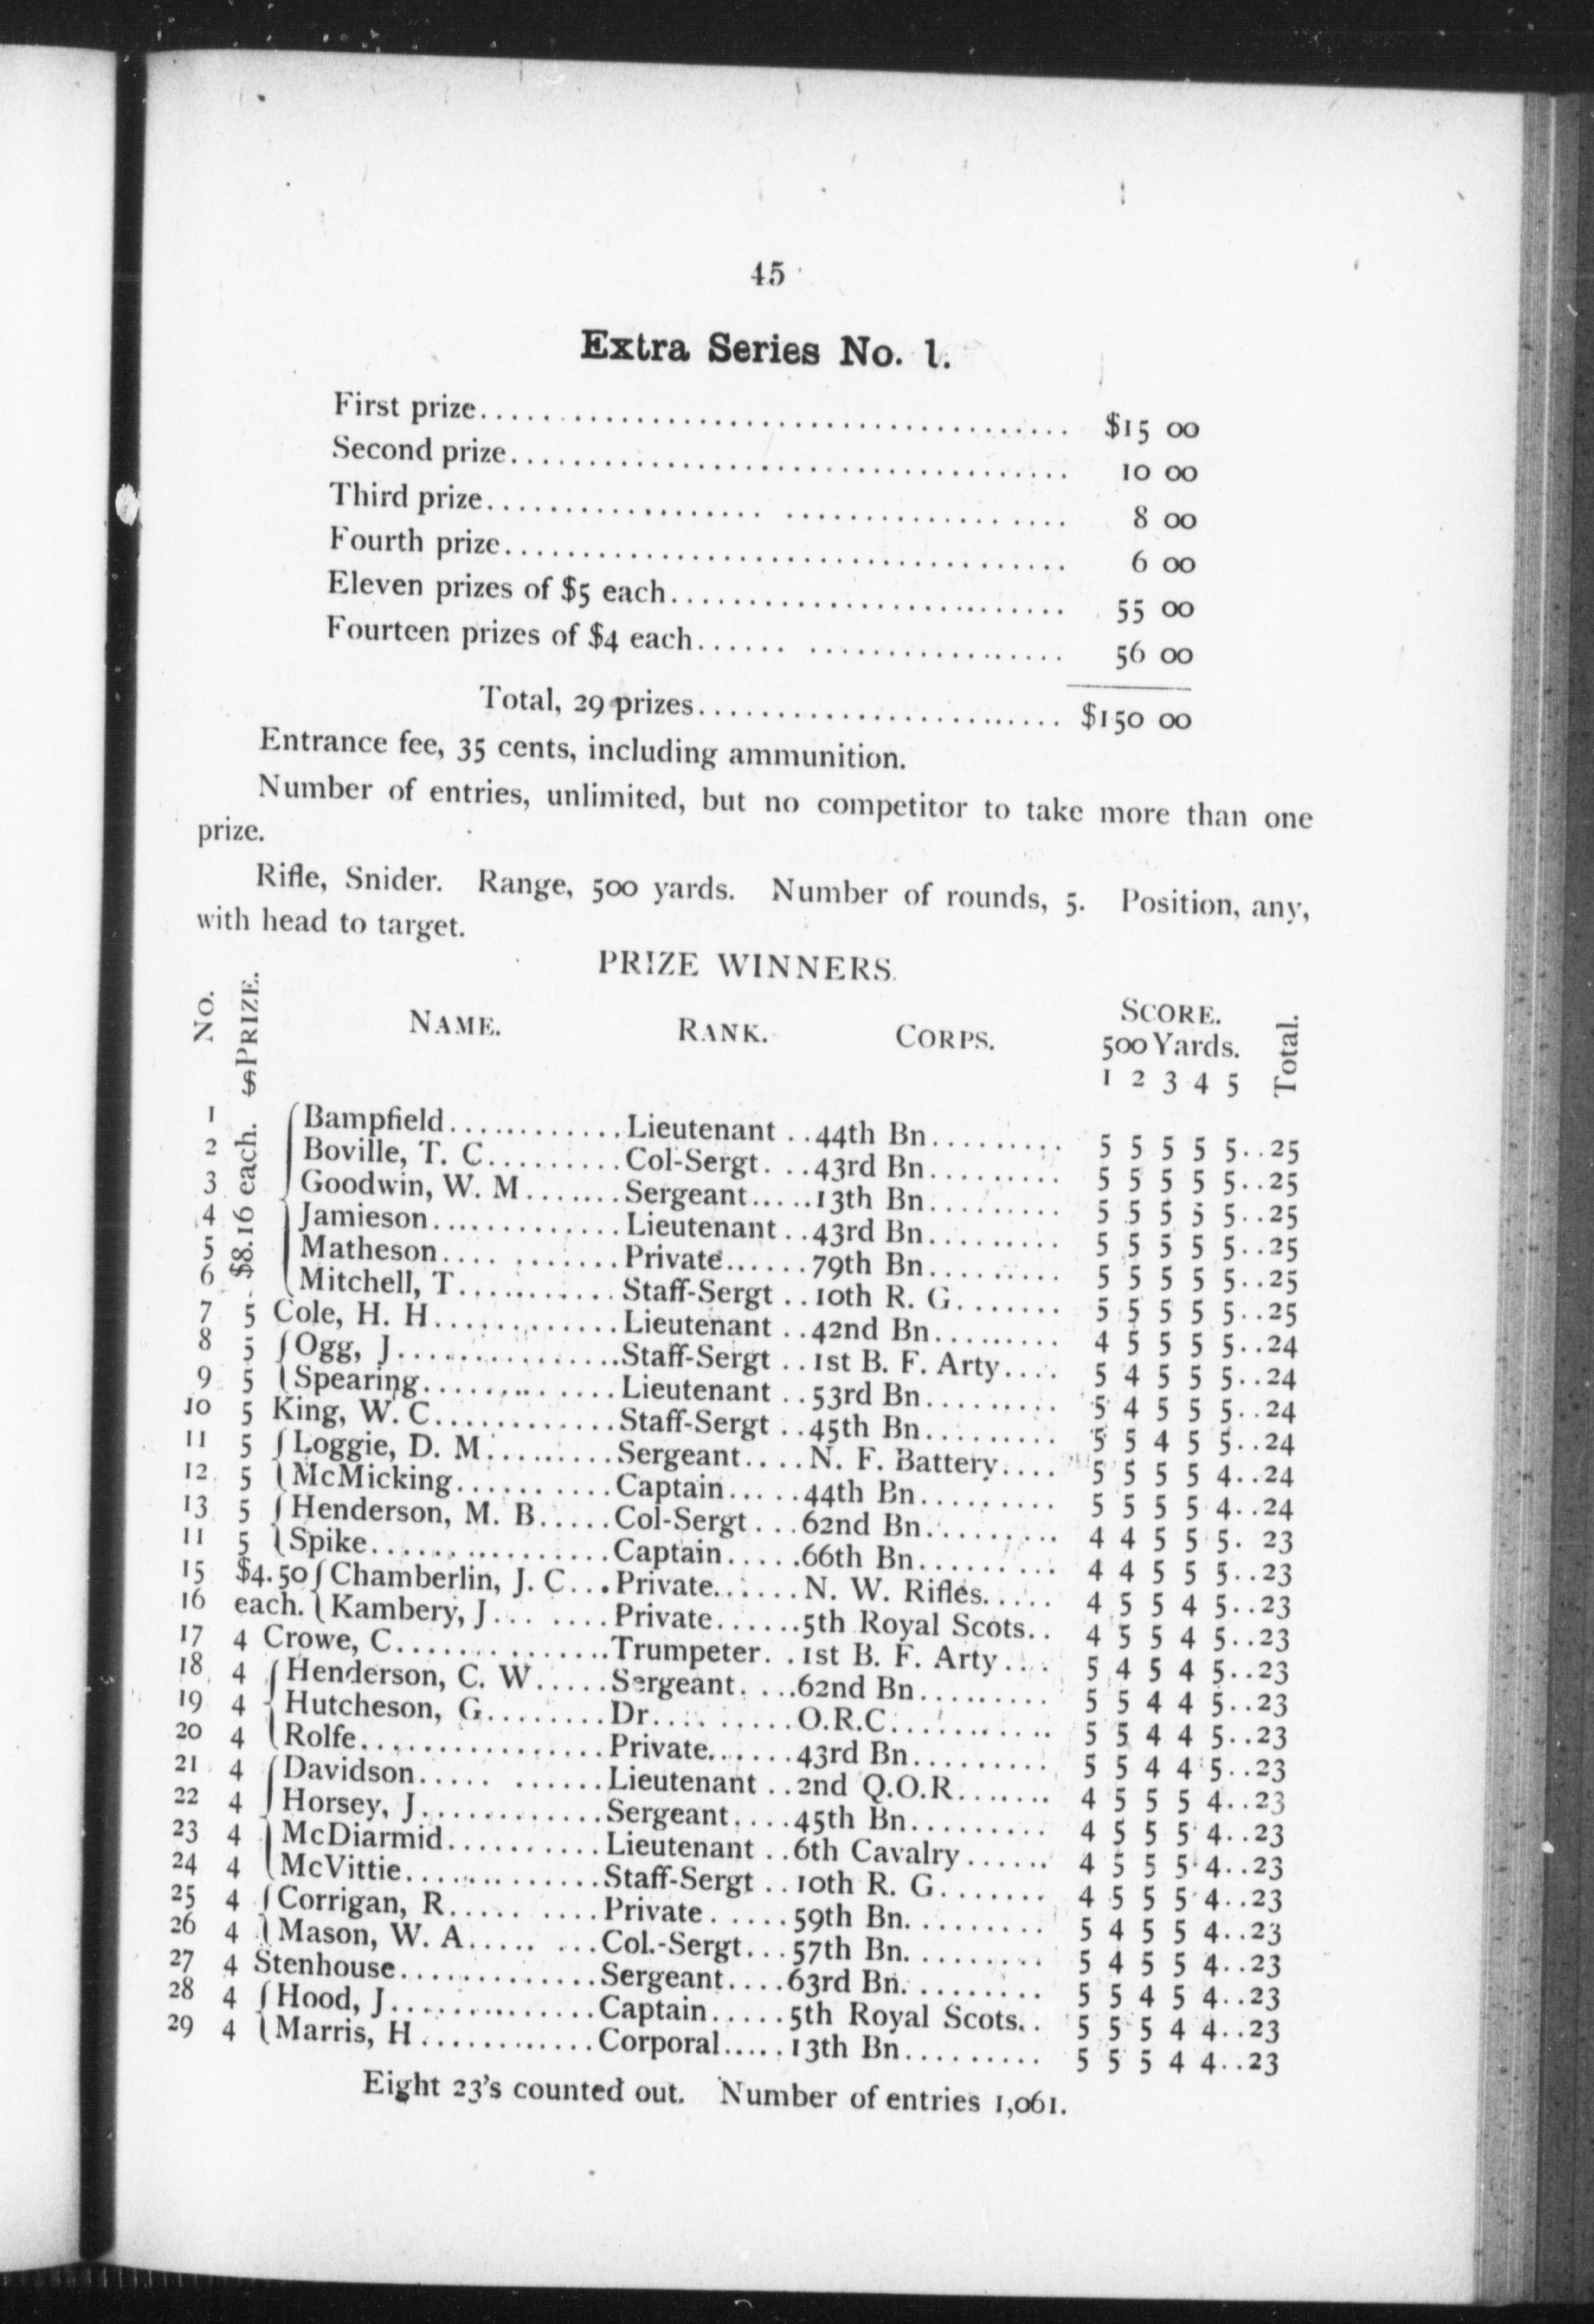 45
Extra Series No. 1.
First prize........................................ $15 00
Second prize........................................ 10 00
Third prize........................................ 8 00
Fourth prize........................................ 6 00
Eleven prizes of $5 each.......................... 55 00
Fourteen prizes of $4 each...... ................. 56 00
Total, 29 prizes....................... $150 00
Entrance fee, 35 cents, including ammunition.
Number of entries, unlimited, but no competitor to take more than one
prize.
Rifle, Snider. Range, 500 yards. Number of rounds, 5. Position, any,
with head to target.
PRIZE WINNERS.
No. $PRIZE. NAME. RANK. CORPS. SCORE. Total.
500 Yards.
1 2 3 4 5
$8.16 each.
1 Bampfield.............Lieutenant ..44th Bn.......... 5 5 5 5 5..25
2 Boville, T. C.........Col-Sergt. ..43rd Bn.......... 5 5 5 5 5..25
3 Goodwin, W. M.......Sergeant.....13th Bn.......... 5 5 5 5 5..25
4 Jamieson..............Lieutenant..43rd Bn.......... 5 5 5 5 5..25
5 Matheson.... .......Private......79th Bn.......... 5 5 5 5 5..25
6 Mitchell, T............Staff-Sergt ..10th R. G....... 5 5 5 5 5..25
7 5 Cole, H. H.............Lieutenant ..42nd Bn.......... 4 5 5 5 5..24
8 5 Ogg, J................Staff-Sergt ..1st B. F. Arty.... 5 4 5 5 5..24
9 5 Spearing.............Lieutenant ..53rd Bn.......... 5 4 5 5 5..24
10 5 King, W. C............Staff-Sergt ..45th Bn.......... 5 5 4 5 5..24
11 5 Loggie, D. M.........Sergeant....N. F. Battery.... 5 5 5 5 4..24
12 5 McMicking...........Captain.....44th Bn.......... 5 5 5 5 4..24
13 5 Henderson, M. B.....Col-Sergt...62nd Bn.......... 4 4 5 5 5. 23
11 5 Spike................Captain.....66th Bn.......... 4 4 5 5 5..23
15 $4.50 Chamberlin, J. C...Private......N. W. Rifles..... 4 5 5 4 5..23
16 each. Kambery, J... ....Private......5th Royal Scots.. 4 5 5 4 5..23
17 4 Crowe, C..............Trumpeter. .1st B. F. Arty.... 5 4 5 4 5..23
18 4 Henderson, C. W.....Sergeant. ...62nd Bn.......... 5 5 4 4 5..23
19 4 Hutcheson, G........Dr..........O.R.C........... 5 5 4 4 5..23
20 4 Rolfe................Private......43rd Bn.......... 5 5 4 4 5..23
21 4 Davidson..... ......Lieutenant ..2nd Q.O.R....... 4 5 5 5 4..23
22 4 Horsey, J............Sergeant....45th Bn.......... 4 5 5 5 4..23
23 4 McDiarmid..........Lieutenant ..6th Cavalry...... 4 5 5 5 4..23
24 4 McVittie.............Staff-Sergt ..10th R. G....... 4 5 5 5 4..23
25 4 Corrigan, R..... ....Private......59th Bn.......... 5 4 5 5 4..23
26 4 Mason, W. A..... ...Col.-Sergt...57th Bn.......... 5 4 5 5 4..23
27 4 Stenhouse.............Sergeant....63rd Bn. ........ 5 5 4 5 4..23
28 4 Hood, J..............Captain.....5th Royal Scots.. 5 5 5 4 4..23
29 4 Marris, H............Corporal.....13th Bn......... 5 5 5 4 4..23
Eight 23's counted out. Number of entries 1,061.